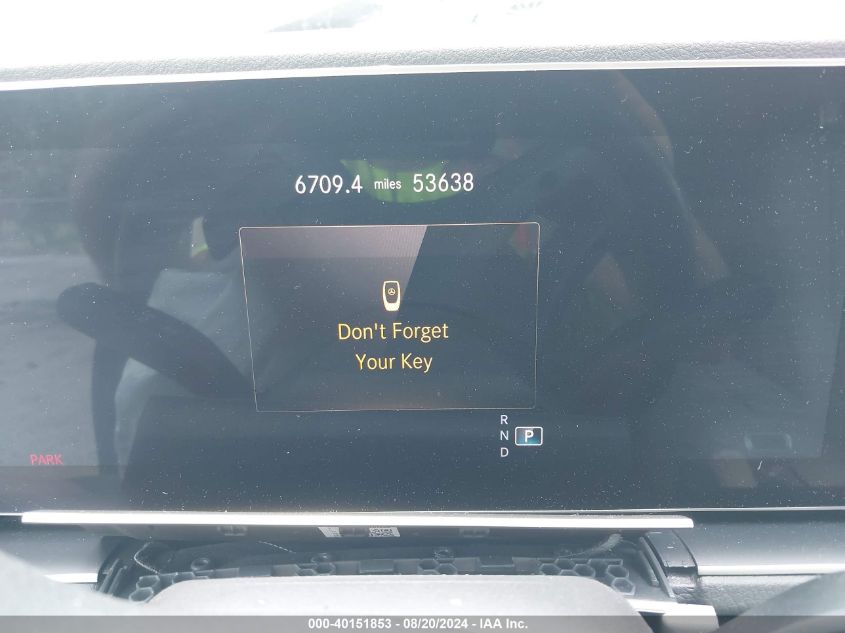 6709.4 miles 53638
Don't Forget
Your Key
R
N P
D
PARK
000-40151853 - 08/20/2024 - IAA Inc.